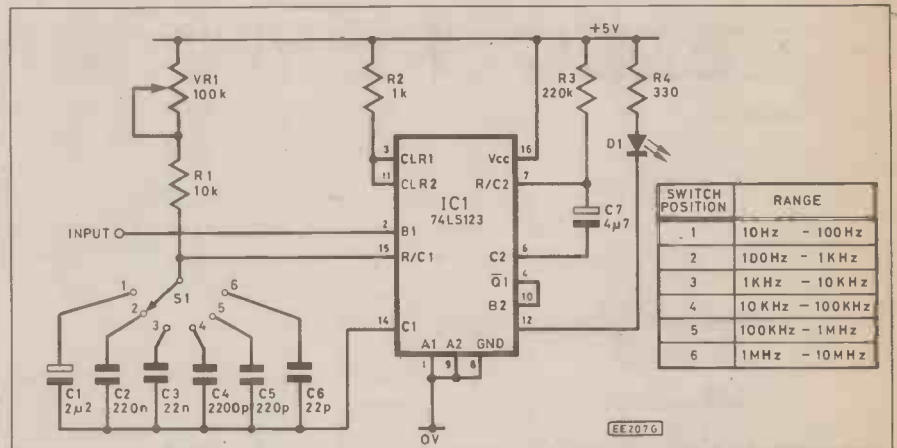 +5V
VR1
100k
R2
1k
R3
220k
R4
330
D1
R1
10k
3 CLR1
11 CLR2
Vcc 16
R/C2 7
IC1
74LS123
C7
4µ7
INPUT
2 B1
15 R/C1
C2 6
Q̅1 4
B2 10
12
14 C1
A1 A2 GND
1 9 8
0V
S1
1
2
3
4
5
6
C1
2µ2
C2
220n
C3
22n
C4
2200p
C5
220p
C6
22p
SWITCH POSITION RANGE
1 10Hz - 100Hz
2 100Hz - 1KHz
3 1KHz - 10KHz
4 10KHz - 100KHz
5 100KHz - 1MHz
6 1MHz - 10MHz
EE207G